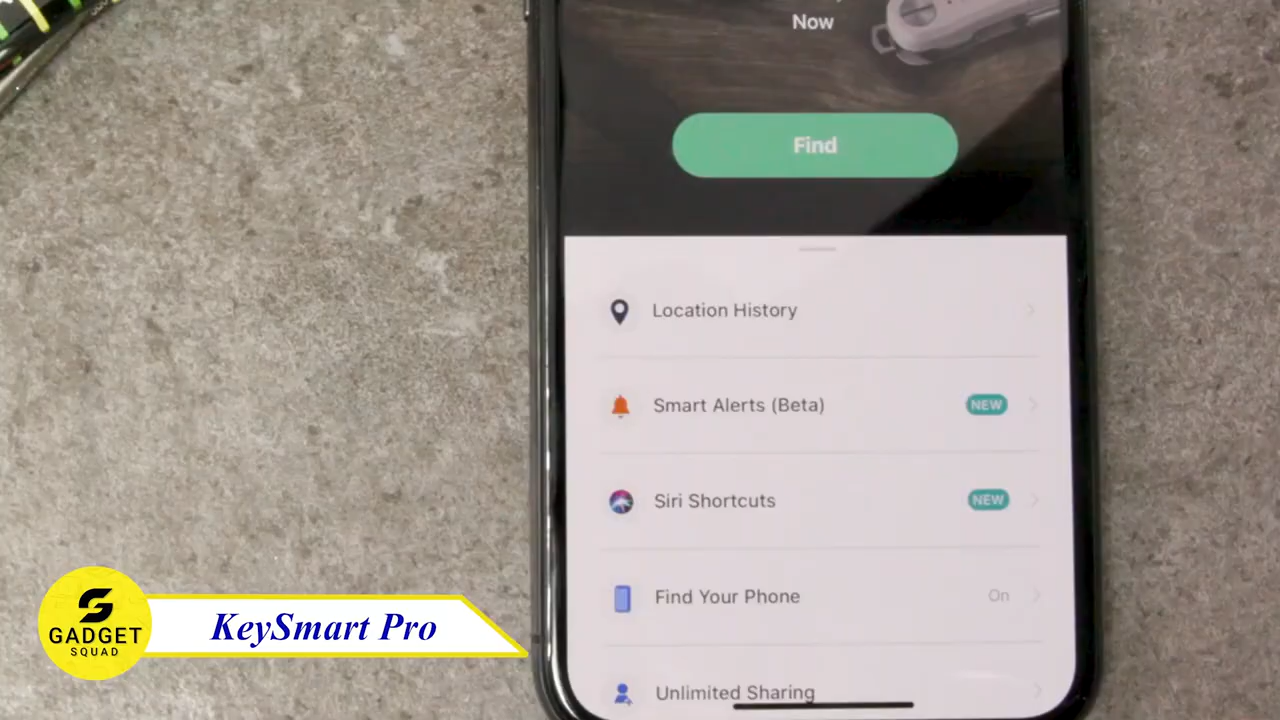 Now
Find
Location History
Smart Alerts (Beta)
NEW
Siri Shortcuts
NEW
Find Your Phone
On
Unlimited Sharing
GADGET
SQUAD
KeySmart Pro